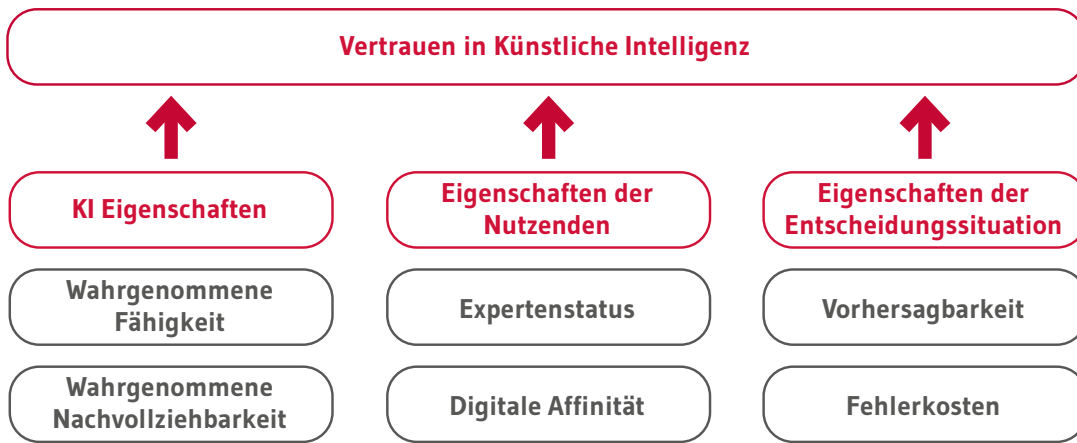 Vertrauen in Künstliche Intelligenz
KI Eigenschaften
Eigenschaften der
Nutzenden
Eigenschaften der
Entscheidungssituation
Wahrgenommene
Fähigkeit
Expertenstatus
Vorhersagbarkeit
Wahrgenommene
Nachvollziehbarkeit
Digitale Affinität
Fehlerkosten